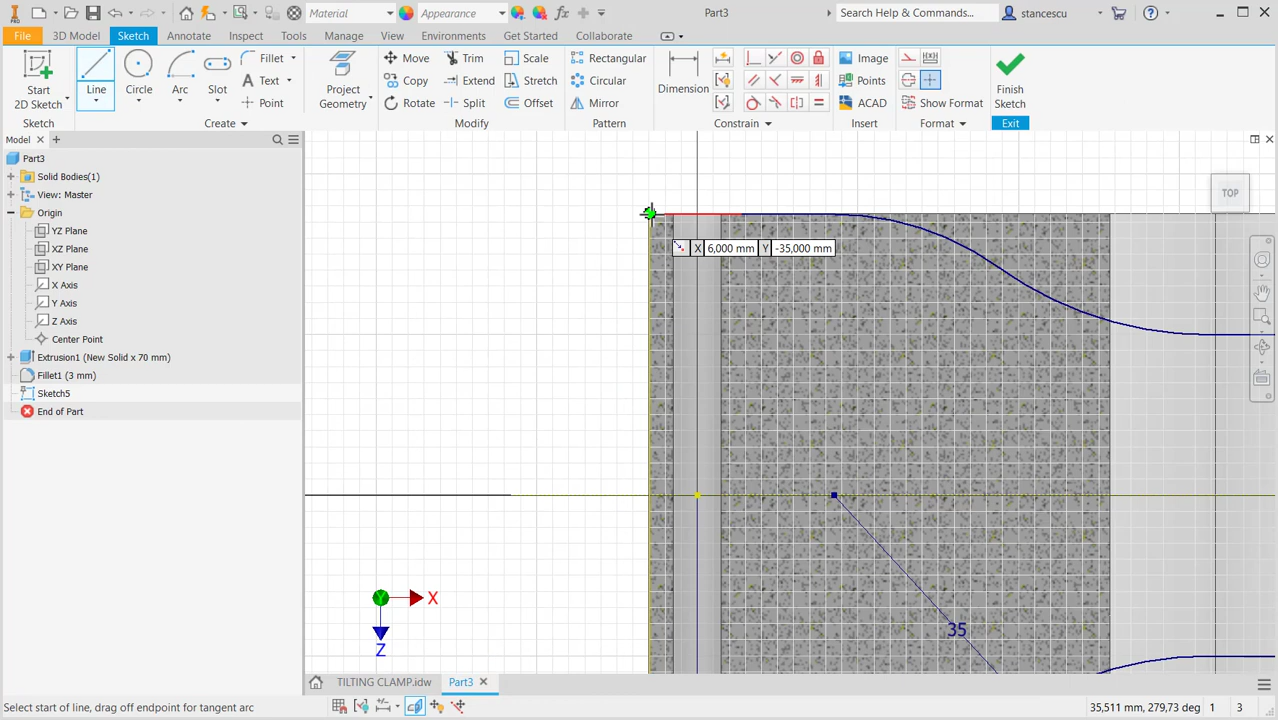 PRO
Material
Appearance
Part3
Search Help & Commands...
stancescu
File
3D Model
Sketch
Annotate
Inspect
Tools
Manage
View
Environments
Get Started
Collaborate
Start
2D Sketch
Line
Circle
Arc
Slot
Fillet
Text
Point
Project
Geometry
Move
Copy
Rotate
Trim
Extend
Split
Scale
Stretch
Offset
Rectangular
Circular
Mirror
Dimension
Image
Points
ACAD
Show Format
Finish
Sketch
Sketch
Create
Modify
Pattern
Constrain
Insert
Format
Exit
Model
Part3
Solid Bodies(1)
View: Master
Origin
YZ Plane
XZ Plane
XY Plane
X Axis
Y Axis
Z Axis
Center Point
Extrusion1 (New Solid x 70 mm)
Fillet1 (3 mm)
Sketch5
End of Part
TOP
X 6,000 mm Y -35,000 mm
35
Y
X
Z
TILTING CLAMP.idw
Part3
Select start of line, drag off endpoint for tangent arc
35,511 mm, 279,73 deg
1
3